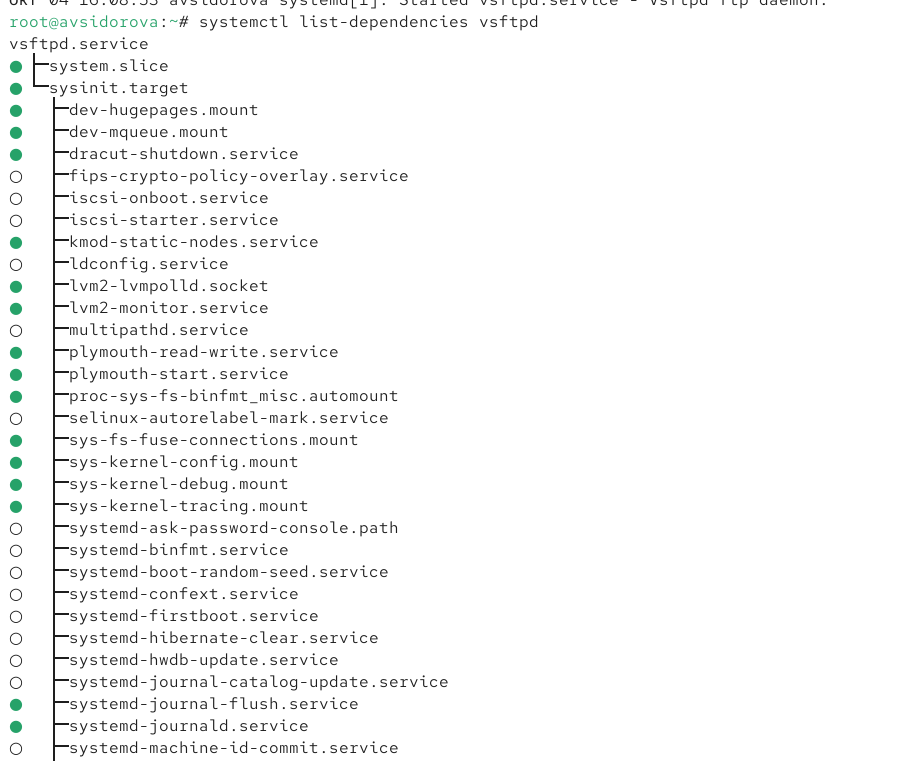 окт 04 16:08:53 avsidorova systemd[1]: Started vsftpd.service - Vsftpd ftp daemon.
root@avsidorova:~# systemctl list-dependencies vsftpd
vsftpd.service
● ├─system.slice
● └─sysinit.target
●   ├─dev-hugepages.mount
●   ├─dev-mqueue.mount
●   ├─dracut-shutdown.service
○   ├─fips-crypto-policy-overlay.service
○   ├─iscsi-onboot.service
○   ├─iscsi-starter.service
●   ├─kmod-static-nodes.service
○   ├─ldconfig.service
●   ├─lvm2-lvmpolld.socket
●   ├─lvm2-monitor.service
○   ├─multipathd.service
●   ├─plymouth-read-write.service
●   ├─plymouth-start.service
●   ├─proc-sys-fs-binfmt_misc.automount
○   ├─selinux-autorelabel-mark.service
●   ├─sys-fs-fuse-connections.mount
●   ├─sys-kernel-config.mount
●   ├─sys-kernel-debug.mount
●   ├─sys-kernel-tracing.mount
○   ├─systemd-ask-password-console.path
○   ├─systemd-binfmt.service
○   ├─systemd-boot-random-seed.service
○   ├─systemd-confext.service
○   ├─systemd-firstboot.service
○   ├─systemd-hibernate-clear.service
○   ├─systemd-hwdb-update.service
○   ├─systemd-journal-catalog-update.service
●   ├─systemd-journal-flush.service
●   ├─systemd-journald.service
○   ├─systemd-machine-id-commit.service